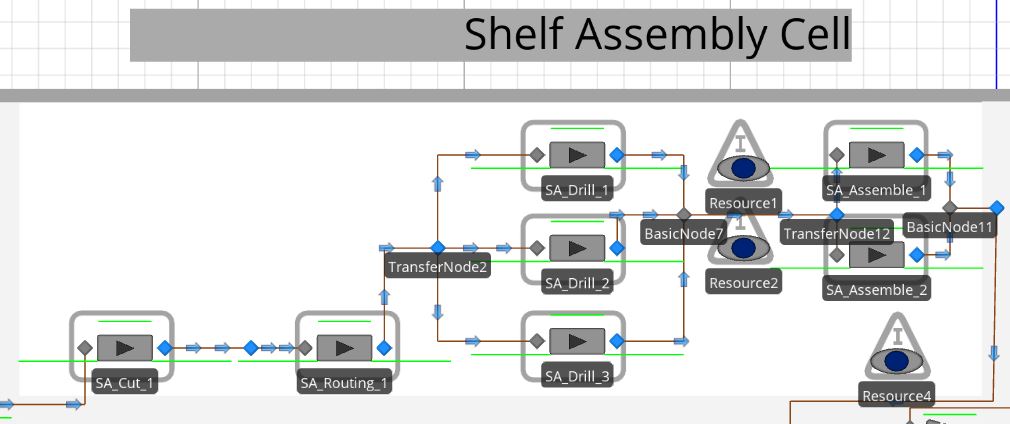 Shelf Assembly Cell
I
SA_Drill_1
Resource1
SA_Assemble_1
TransferNode2
SA_Drill_2
BasicNode7
I
Resource2
TransferNode12
BasicNode11
SA_Assemble_2
SA_Cut_1
SA_Routing_1
SA_Drill_3
I
Resource4